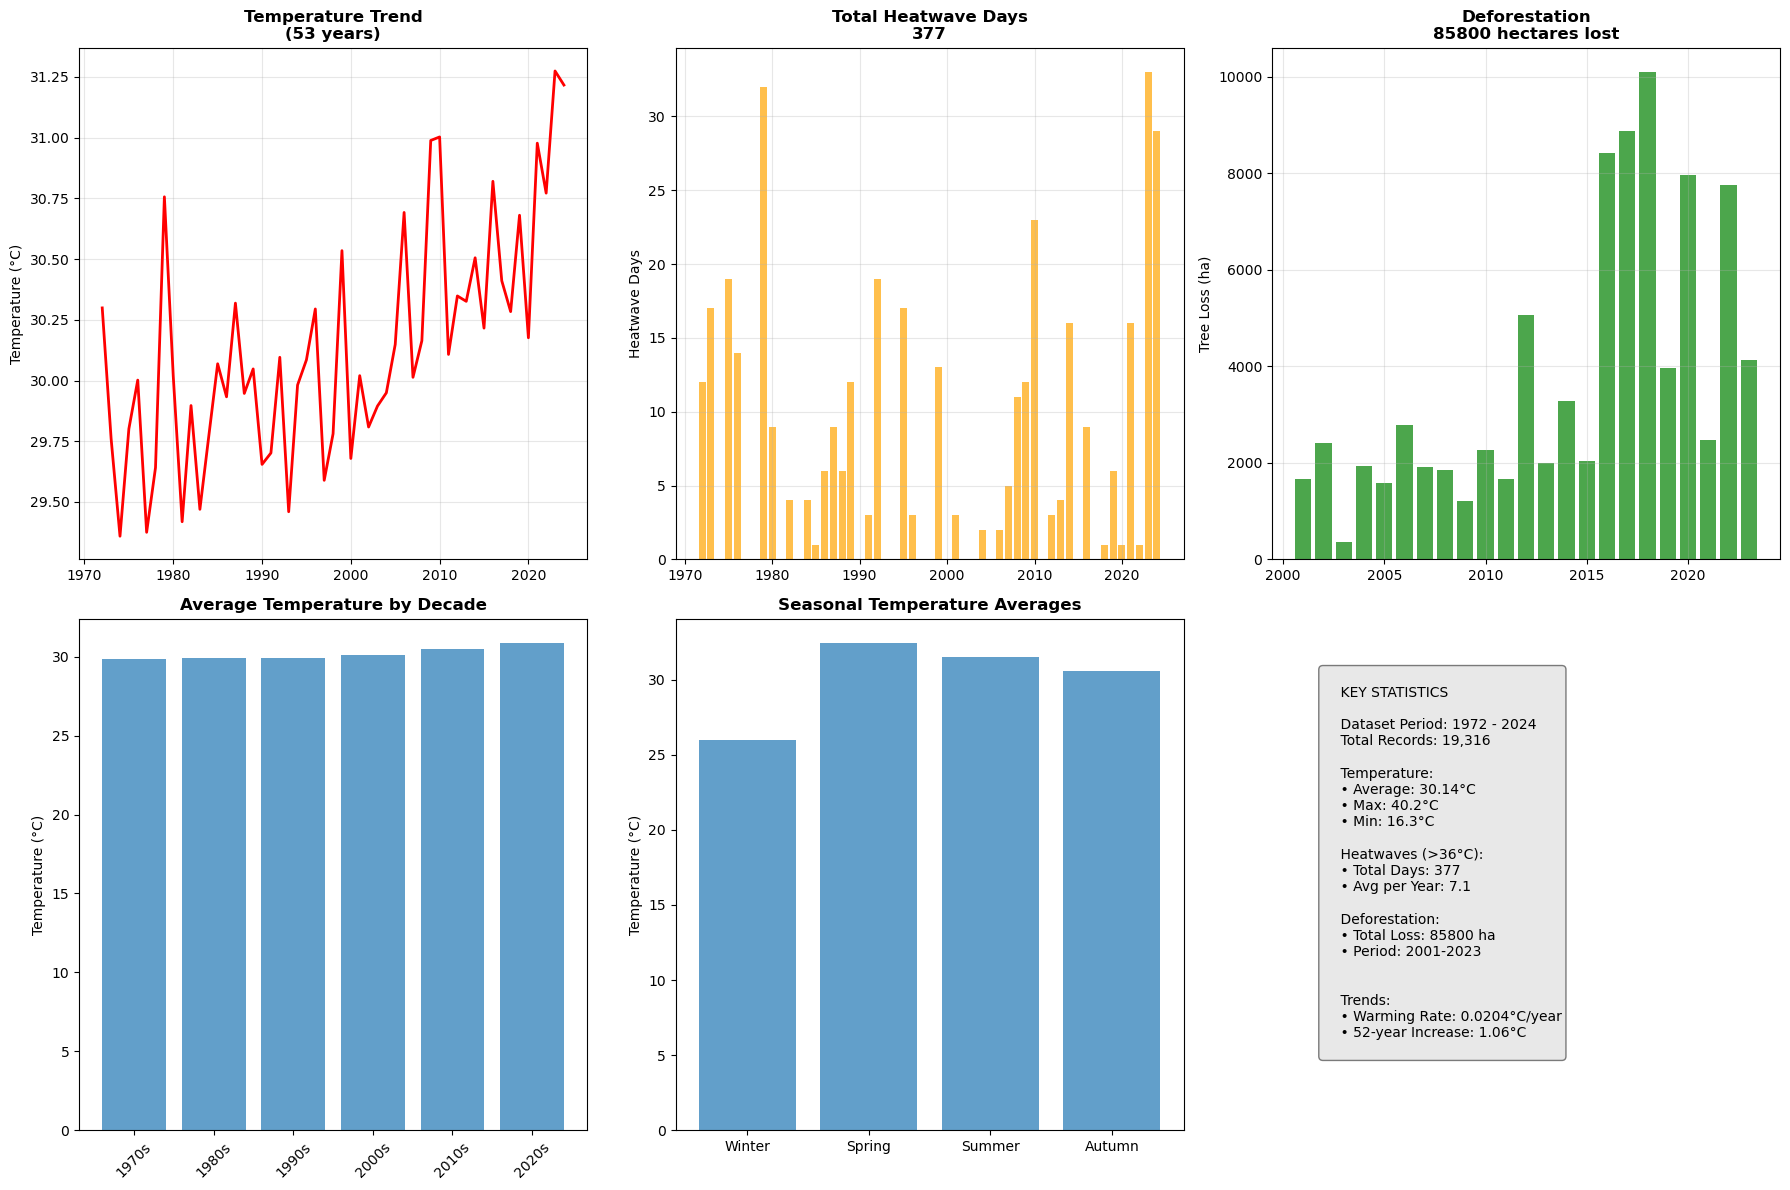 Temperature Trend
(53 years)
Temperature (°C)
31.25
31.00
30.75
30.50
30.25
30.00
29.75
29.50
1970
1980
1990
2000
2010
2020
Total Heatwave Days
377
Heatwave Days
30
25
20
15
10
5
0
1970
1980
1990
2000
2010
2020
Deforestation
85800 hectares lost
Tree Loss (ha)
10000
8000
6000
4000
2000
0
2000
2005
2010
2015
2020
Average Temperature by Decade
Temperature (°C)
30
25
20
15
10
5
0
1970s
1980s
1990s
2000s
2010s
2020s
Seasonal Temperature Averages
Temperature (°C)
30
25
20
15
10
5
0
Winter
Spring
Summer
Autumn
KEY STATISTICS
Dataset Period: 1972 - 2024
Total Records: 19,316
Temperature:
• Average: 30.14°C
• Max: 40.2°C
• Min: 16.3°C
Heatwaves (>36°C):
• Total Days: 377
• Avg per Year: 7.1
Deforestation:
• Total Loss: 85800 ha
• Period: 2001-2023
Trends:
• Warming Rate: 0.0204°C/year
• 52-year Increase: 1.06°C